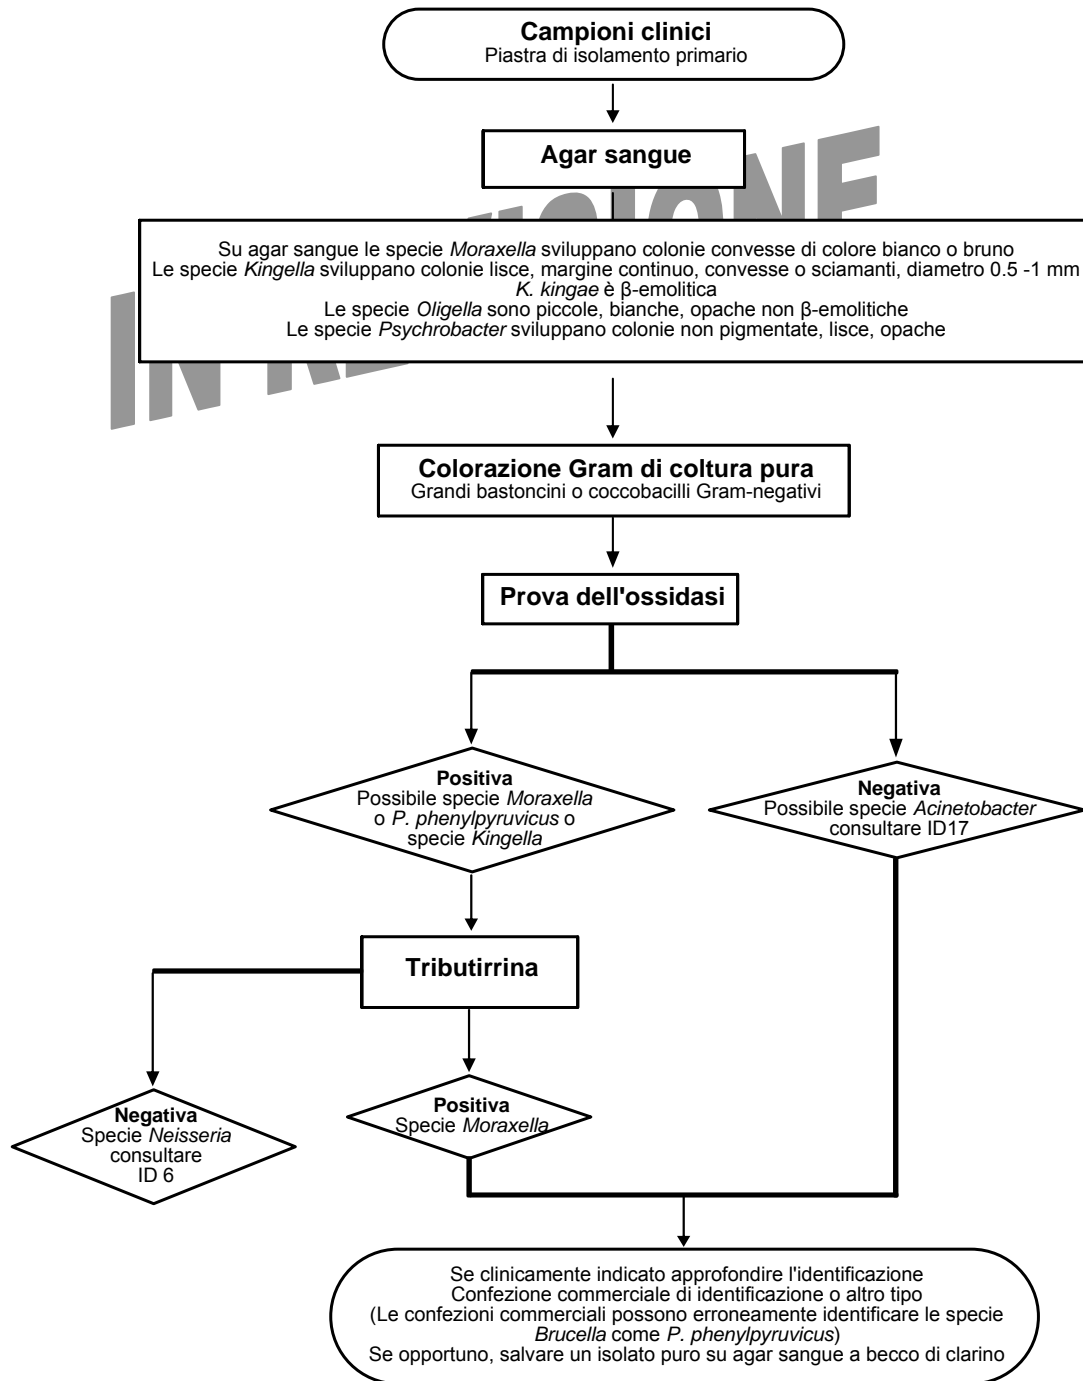 Campioni clinici
Piastra di isolamento primario
Agar sangue
Su agar sangue le specie Moraxella sviluppano colonie convesse di colore bianco o bruno
Le specie Kingella sviluppano colonie lisce, margine continuo, convesse o sciamanti, diametro 0.5 -1 mm
K. kingae è β-emolitica
Le specie Oligella sono piccole, bianche, opache non β-emolitiche
Le specie Psychrobacter sviluppano colonie non pigmentate, lisce, opache
Colorazione Gram di coltura pura
Grandi bastoncini o coccobacilli Gram-negativi
Prova dell'ossidasi
Positiva
Possibile specie Moraxella
o P. phenylpyruvicus o
specie Kingella
Negativa
Possibile specie Acinetobacter
consultare ID17
Tributirrina
Negativa
Specie Neisseria
consultare
ID 6
Positiva
Specie Moraxella
Se clinicamente indicato approfondire l'identificazione
Confezione commerciale di identificazione o altro tipo
(Le confezioni commerciali possono erroneamente identificare le specie
Brucella come P. phenylpyruvicus)
Se opportuno, salvare un isolato puro su agar sangue a becco di clarino